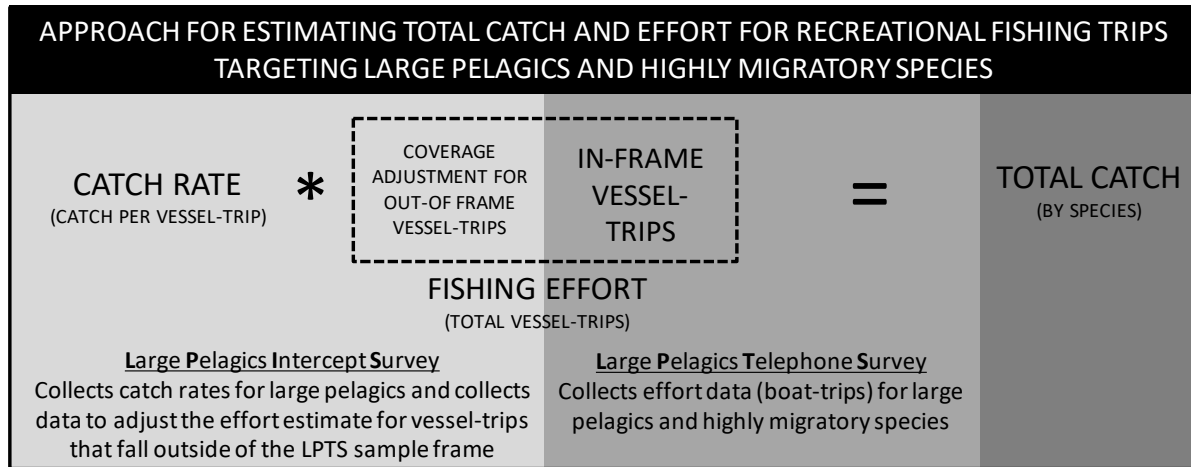 APPROACH FOR ESTIMATING TOTAL CATCH AND EFFORT FOR RECREATIONAL FISHING TRIPS
TARGETING LARGE PELAGICS AND HIGHLY MIGRATORY SPECIES
CATCH RATE
(CATCH PER VESSEL-TRIP)
*
COVERAGE
ADJUSTMENT FOR
OUT-OF FRAME
VESSEL-TRIPS
IN-FRAME
VESSEL-
TRIPS
=
TOTAL CATCH
(BY SPECIES)
FISHING EFFORT
(TOTAL VESSEL-TRIPS)
Large Pelagics Intercept Survey
Collects catch rates for large pelagics and collects
data to adjust the effort estimate for vessel-trips
that fall outside of the LPTS sample frame
Large Pelagics Telephone Survey
Collects effort data (boat-trips) for large
pelagics and highly migratory species